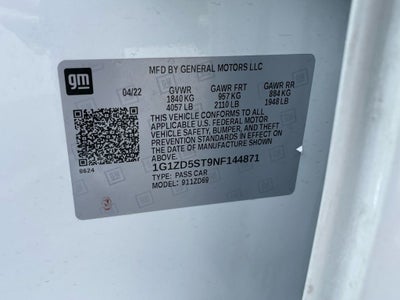 gm
MFD BY GENERAL MOTORS LLC
04/22 GVWR GAWR FRT GAWR RR
1840 KG 957 KG 884 KG
4057 LB 2110 LB 1948 LB
THIS VEHICLE CONFORMS TO ALL
APPLICABLE U.S. FEDERAL MOTOR
VEHICLE SAFETY, BUMPER, AND THEFT
PREVENTION STANDARDS IN EFFECT ON
THE DATE OF MANUFACTURE SHOWN
ABOVE.
1G1ZD5ST9NF144871
TYPE: PASS CAR
6624 MODEL: 911ZD69